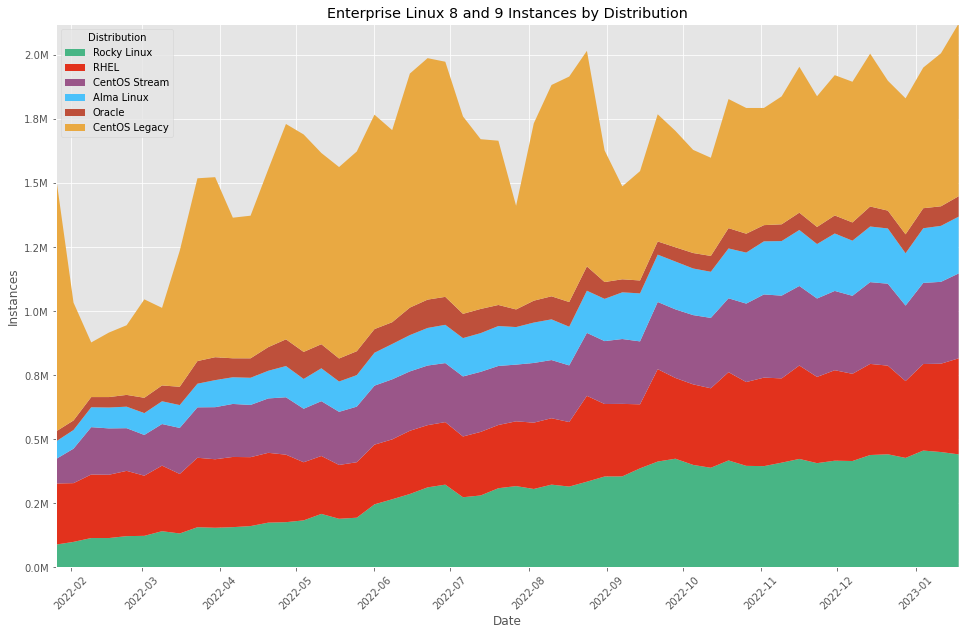 Enterprise Linux 8 and 9 Instances by Distribution
Distribution
Rocky Linux
RHEL
CentOS Stream
Alma Linux
Oracle
CentOS Legacy
Instances
2.0M
1.8M
1.5M
1.2M
1.0M
0.8M
0.5M
0.2M
0.0M
2022-02
2022-03
2022-04
2022-05
2022-06
2022-07
2022-08
2022-09
2022-10
2022-11
2022-12
2023-01
Date